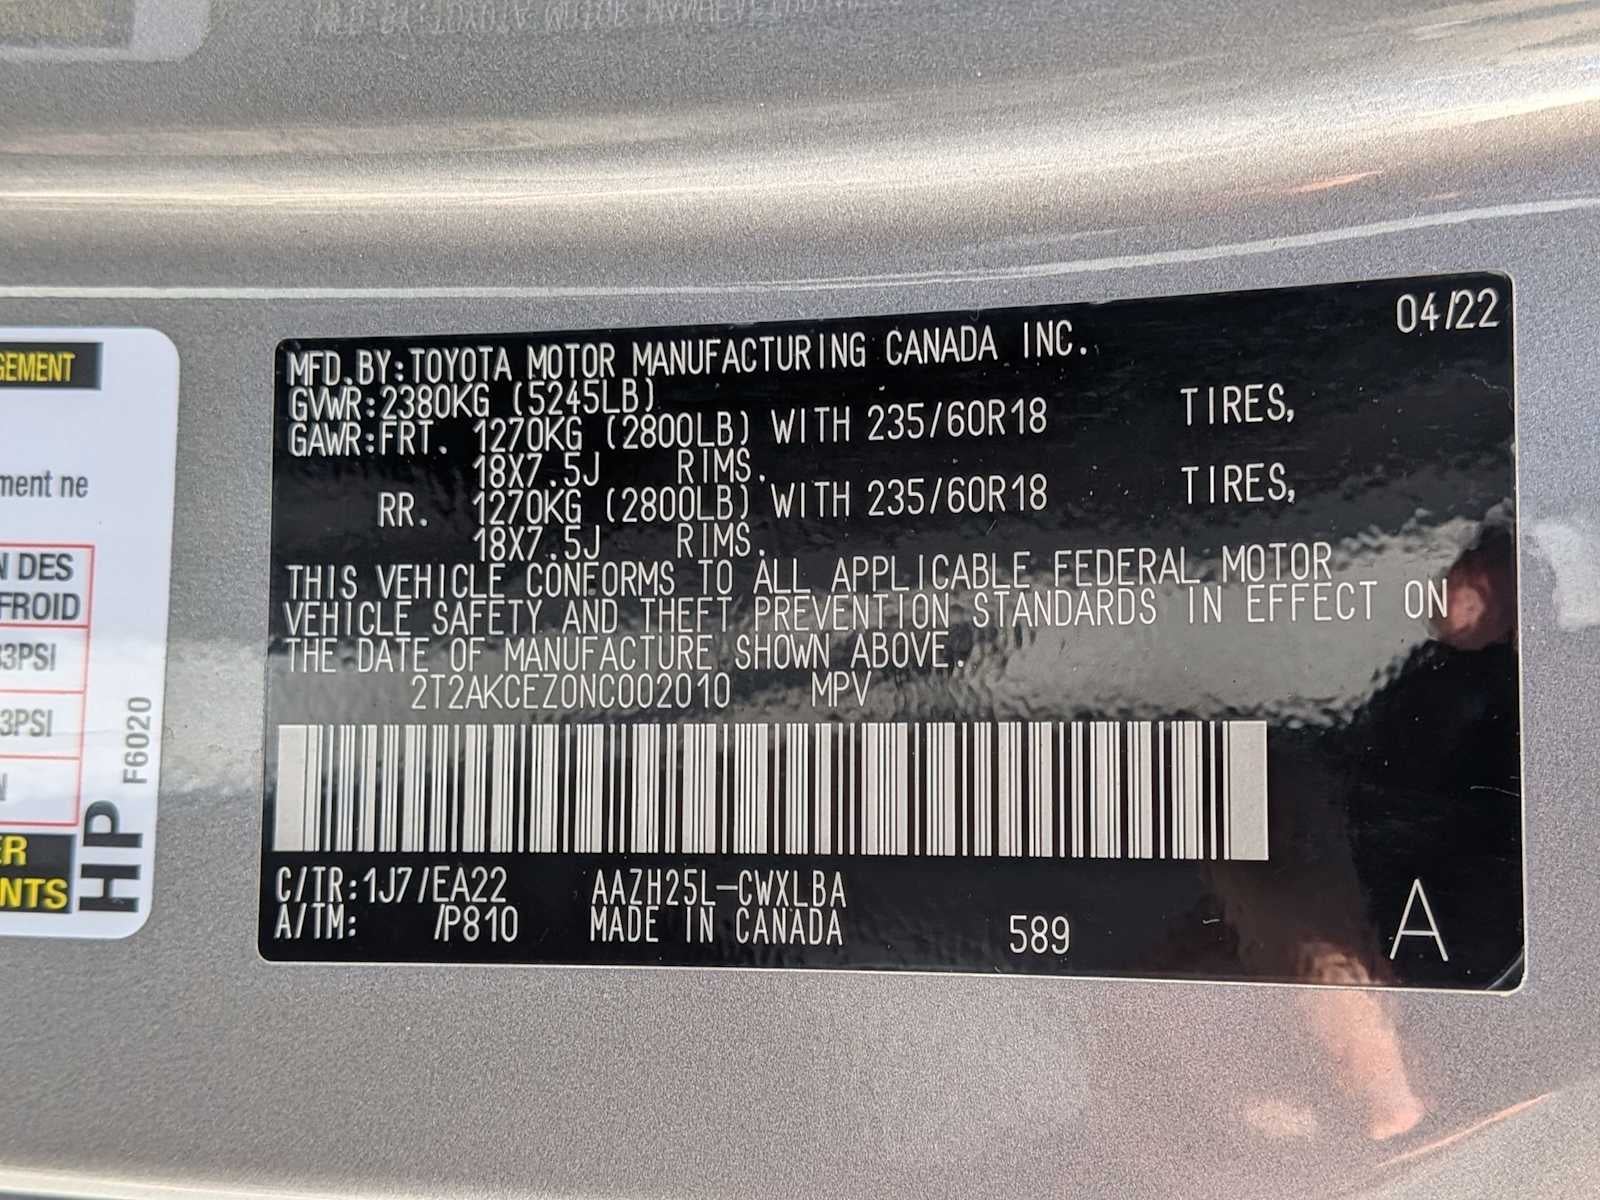 04/22
MFD.BY:TOYOTA MOTOR MANUFACTURING CANADA INC.
GVWR:2380KG (5245LB)
GAWR:FRT. 1270KG (2800LB) WITH 235/60R18 TIRES,
18X7.5J RIMS.
RR. 1270KG (2800LB) WITH 235/60R18 TIRES,
18X7.5J RIMS.
THIS VEHICLE CONFORMS TO ALL APPLICABLE FEDERAL MOTOR
VEHICLE SAFETY AND THEFT PREVENTION STANDARDS IN EFFECT ON
THE DATE OF MANUFACTURE SHOWN ABOVE.
2T2AKCEZ0NC002010 MPV
C/TR:1J7/EA22 AAZH25L-CWXLBA
A/TM: /P810 MADE IN CANADA 589 A
GEMENT
ment ne
N DES
FROID
3PSI
3PSI
N
ER
NTS
HP
F6020